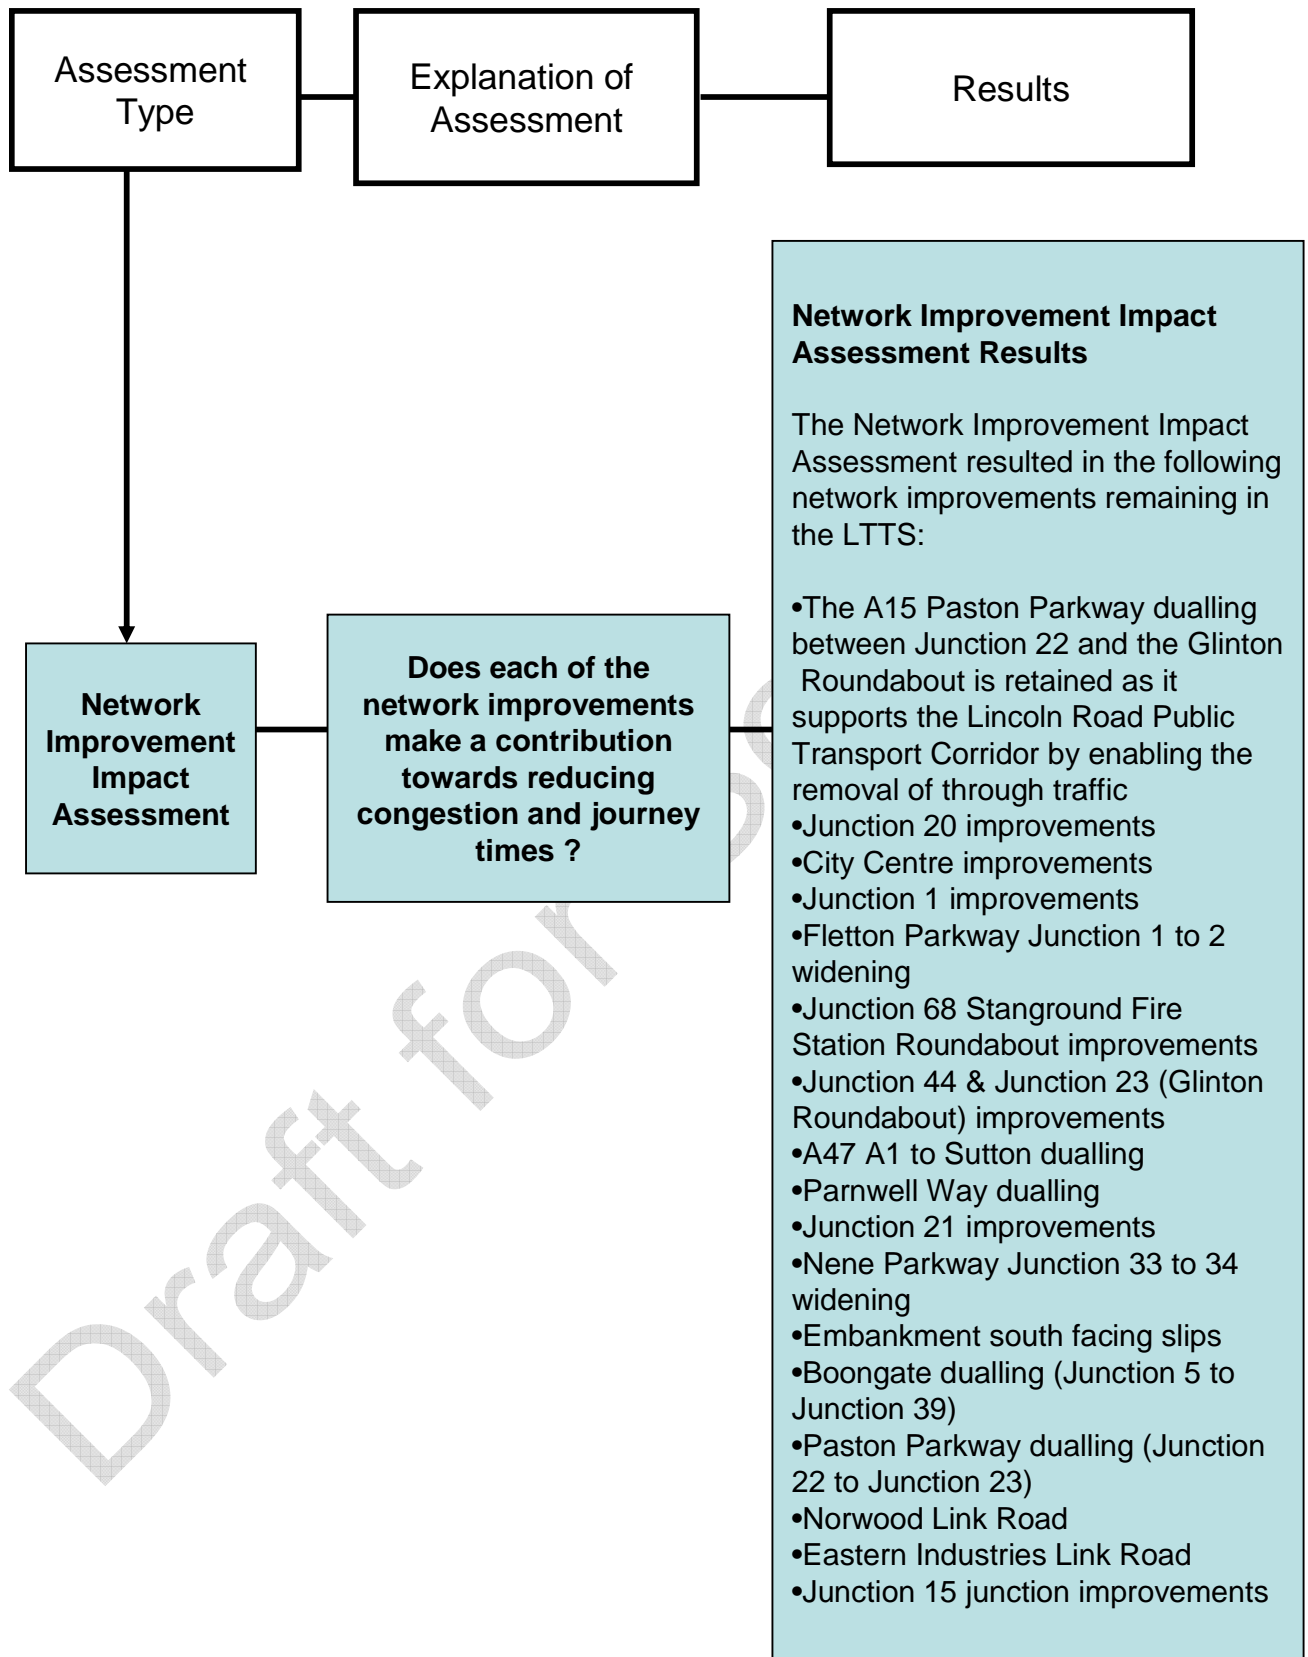 Assessment
Type
Explanation of
Assessment
Results
Network
Improvement
Impact
Assessment
Does each of the
network improvements
make a contribution
towards reducing
congestion and journey
times ?
Network Improvement Impact
Assessment Results
The Network Improvement Impact
Assessment resulted in the following
network improvements remaining in
the LTTS:
•The A15 Paston Parkway dualling
between Junction 22 and the Glinton
Roundabout is retained as it
supports the Lincoln Road Public
Transport Corridor by enabling the
removal of through traffic
•Junction 20 improvements
•City Centre improvements
•Junction 1 improvements
•Fletton Parkway Junction 1 to 2
widening
•Junction 68 Stanground Fire
Station Roundabout improvements
•Junction 44 & Junction 23 (Glinton
Roundabout) improvements
•A47 A1 to Sutton dualling
•Parnwell Way dualling
•Junction 21 improvements
•Nene Parkway Junction 33 to 34
widening
•Embankment south facing slips
•Boongate dualling (Junction 5 to
Junction 39)
•Paston Parkway dualling (Junction
22 to Junction 23)
•Norwood Link Road
•Eastern Industries Link Road
•Junction 15 junction improvements
Draft for